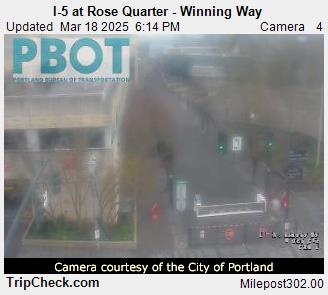 I-5 at Rose Quarter - Winning Way
Updated Mar 18 2025 6:14 PM Camera 4
PBOT
PORTLAND BUREAU OF TRANSPORTATION
Camera courtesy of the City of Portland
TripCheck.com Milepost302.00